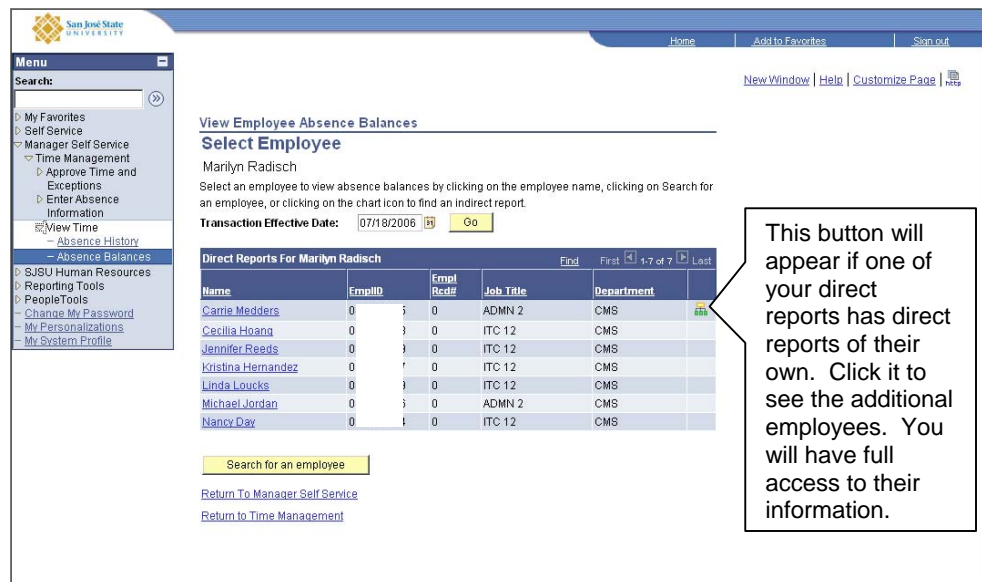 San José State
UNIVERSITY
Home
Add to Favorites
Sign out
Menu
Search:
New Window | Help | Customize Page |
http
My Favorites
Self Service
Manager Self Service
Time Management
Approve Time and
Exceptions
Enter Absence
Information
View Time
– Absence History
– Absence Balances
SJSU Human Resources
Reporting Tools
PeopleTools
– Change My Password
– My Personalizations
– My System Profile
View Employee Absence Balances
Select Employee
Marilyn Radisch
Select an employee to view absence balances by clicking on the employee name, clicking on Search for
an employee, or clicking on the chart icon to find an indirect report.
Transaction Effective Date: 07/18/2006 Go
Direct Reports For Marilyn Radisch Find First 1-7 of 7 Last
Name EmplID Empl Rcd# Job Title Department
Carrie Medders 0 5 0 ADMN 2 CMS
Cecilia Hoang 0 0 ITC 12 CMS
Jennifer Reeds 0 0 ITC 12 CMS
Kristina Hernandez 0 0 ITC 12 CMS
Linda Loucks 0 0 ITC 12 CMS
Michael Jordan 0 0 ADMN 2 CMS
Nancy Day 0 0 ITC 12 CMS
Search for an employee
Return To Manager Self Service
Return to Time Management
This button will
appear if one of
your direct
reports has direct
reports of their
own. Click it to
see the additional
employees. You
will have full
access to their
information.